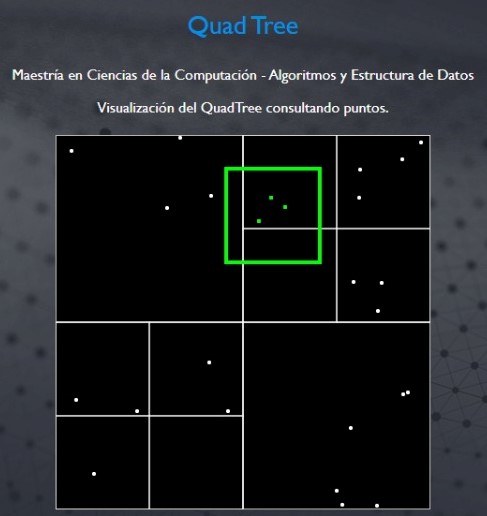 Quad Tree
Maestría en Ciencias de la Computación - Algoritmos y Estructura de Datos
Visualización del QuadTree consultando puntos.